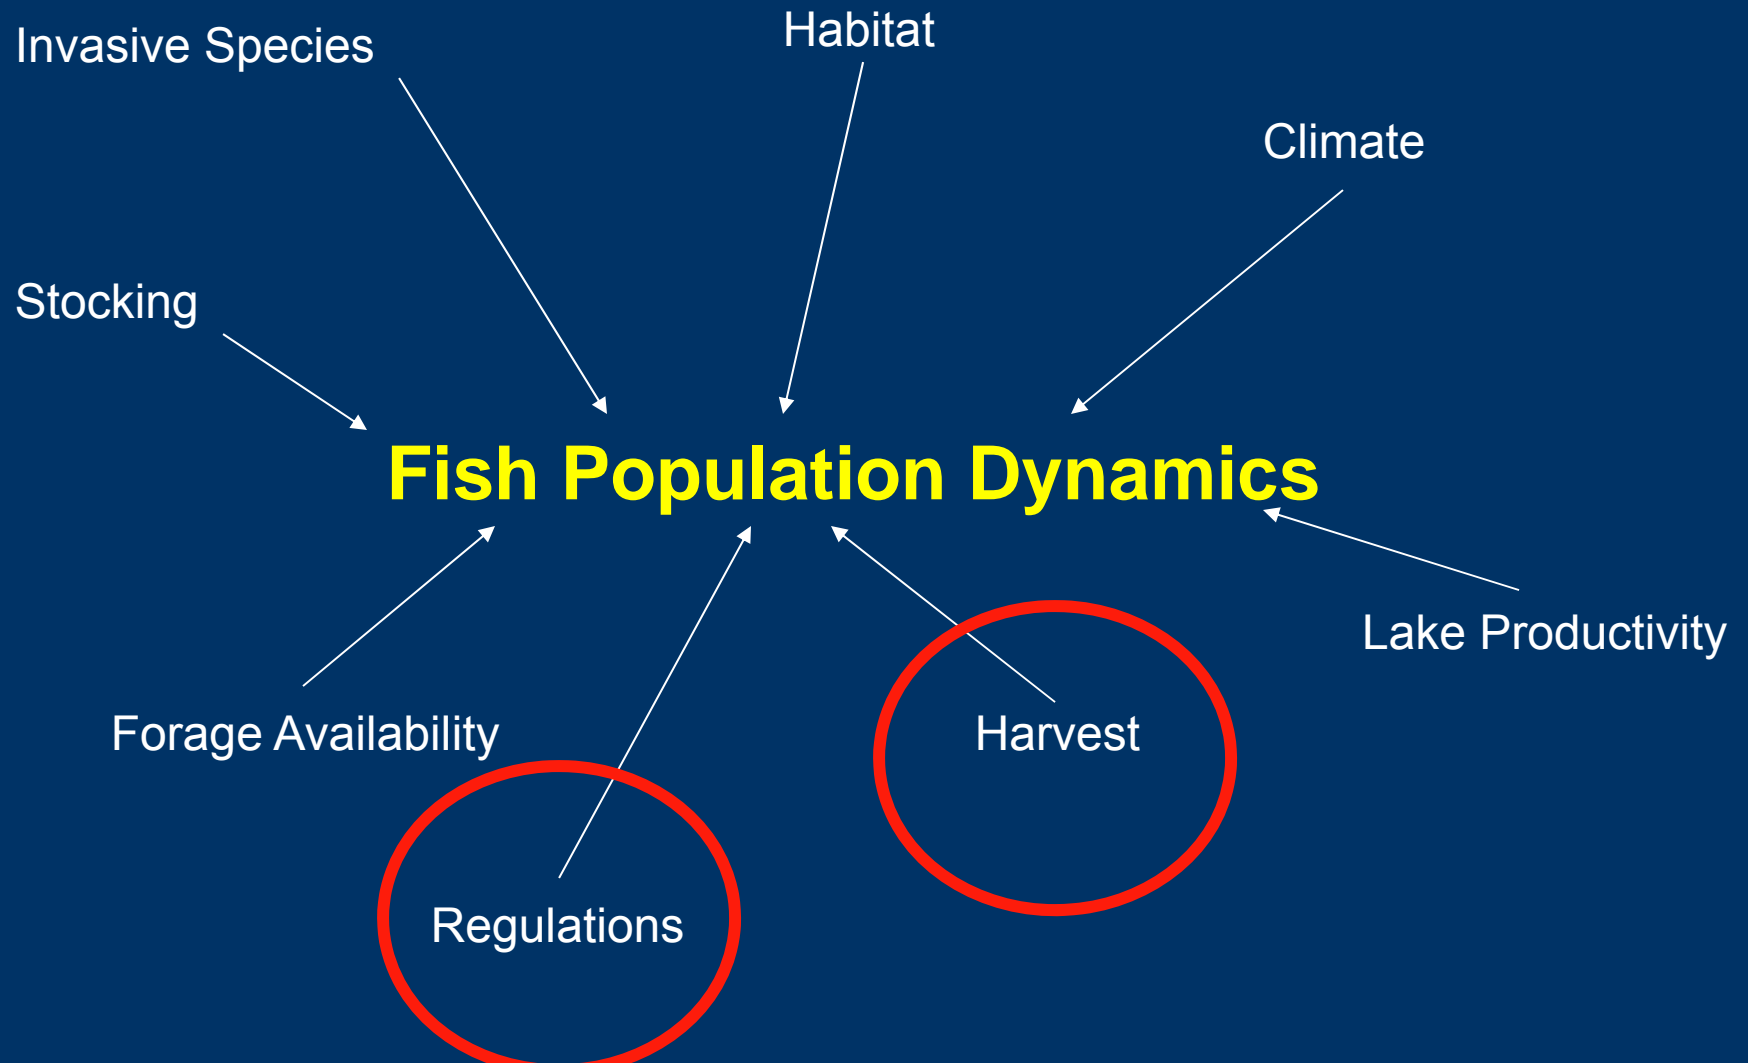 Habitat
Invasive Species
Climate
Stocking
Fish Population Dynamics
Lake Productivity
Forage Availability
Harvest
Regulations